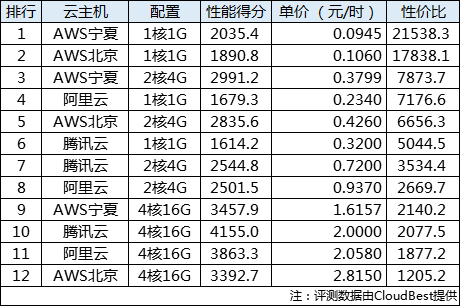 排行 云主机 配置 性能得分 单价 （元/时） 性价比
1 AWS宁夏 1核1G 2035.4 0.0945 21538.3
2 AWS北京 1核1G 1890.8 0.1060 17838.1
3 AWS宁夏 2核4G 2991.2 0.3799 7873.7
4 阿里云 1核1G 1679.3 0.2340 7176.6
5 AWS北京 2核4G 2835.6 0.4260 6656.3
6 腾讯云 1核1G 1614.2 0.3200 5044.5
7 腾讯云 2核4G 2544.8 0.7200 3534.4
8 阿里云 2核4G 2501.5 0.9370 2669.7
9 AWS宁夏 4核16G 3457.9 1.6157 2140.2
10 腾讯云 4核16G 4155.0 2.0000 2077.5
11 阿里云 4核16G 3863.3 2.0580 1877.2
12 AWS北京 4核16G 3392.7 2.8150 1205.2
注：评测数据由CloudBest提供